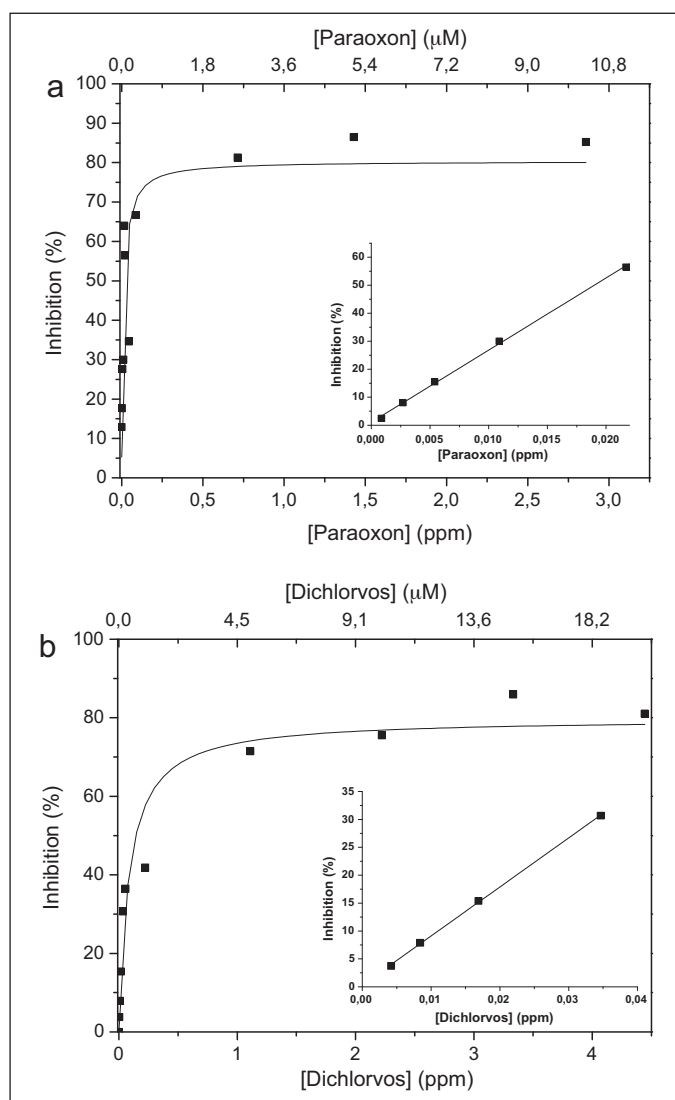 [Paraoxon] (μM)
0,0 1,8 3,6 5,4 7,2 9,0 10,8
a
100
90
80
70
60
50
40
30
20
10
0
Inhibition (%)
0,0 0,5 1,0 1,5 2,0 2,5 3,0
[Paraoxon] (ppm)
60
50
40
30
20
10
0
Inhibition (%)
0,000 0,005 0,010 0,015 0,020
[Paraoxon] (ppm)
[Dichlorvos] (μM)
0,0 4,5 9,1 13,6 18,2
b
100
80
60
40
20
0
Inhibition (%)
0 1 2 3 4
[Dichlorvos] (ppm)
35
30
25
20
15
10
5
0
Inhibition (%)
0,00 0,01 0,02 0,03 0,04
[Dichlorvos] (ppm)